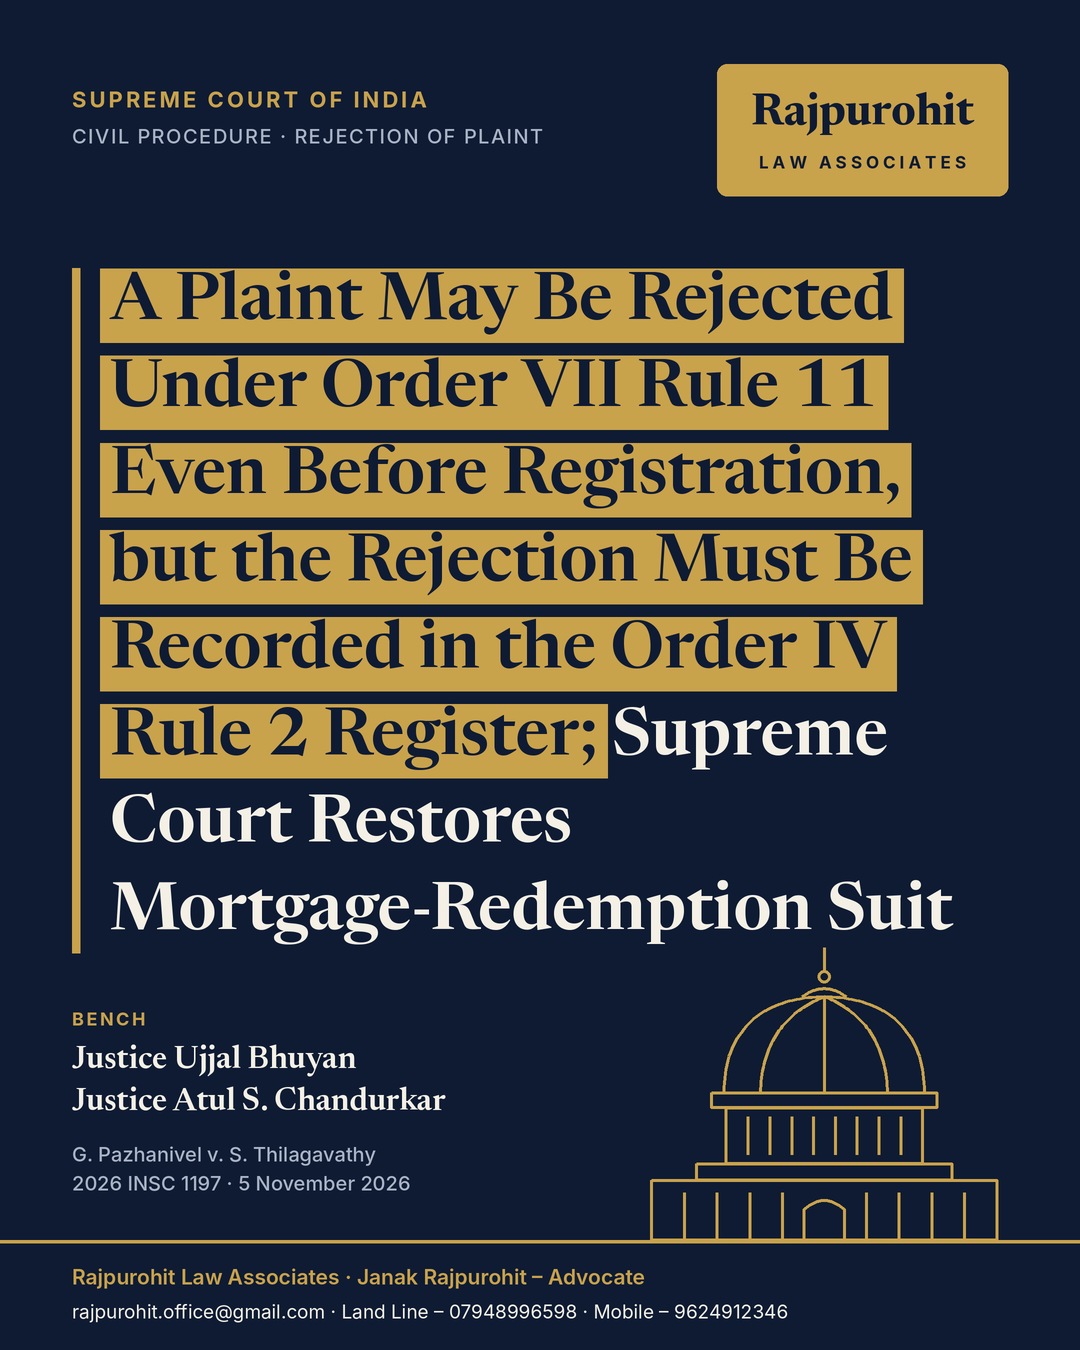 SUPREME COURT OF INDIA
CIVIL PROCEDURE · REJECTION OF PLAINT
Rajpurohit
LAW ASSOCIATES
A Plaint May Be Rejected
Under Order VII Rule 11
Even Before Registration,
but the Rejection Must Be
Recorded in the Order IV
Rule 2 Register; Supreme
Court Restores
Mortgage-Redemption Suit
BENCH
Justice Ujjal Bhuyan
Justice Atul S. Chandurkar
G. Pazhanivel v. S. Thilagavathy
2026 INSC 1197 · 5 November 2026
Rajpurohit Law Associates · Janak Rajpurohit – Advocate
rajpurohit.office@gmail.com · Land Line – 07948996598 · Mobile – 9624912346